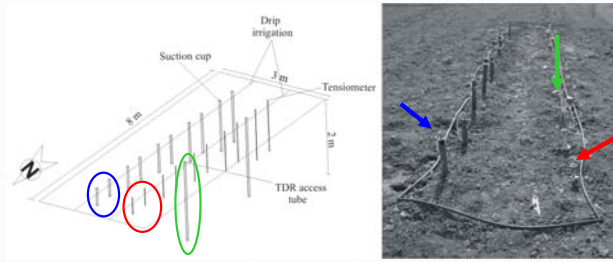 Drip
irrigation
Suction cup
3 m
Tensiometer
8 m
2 m
N
TDR access
tube